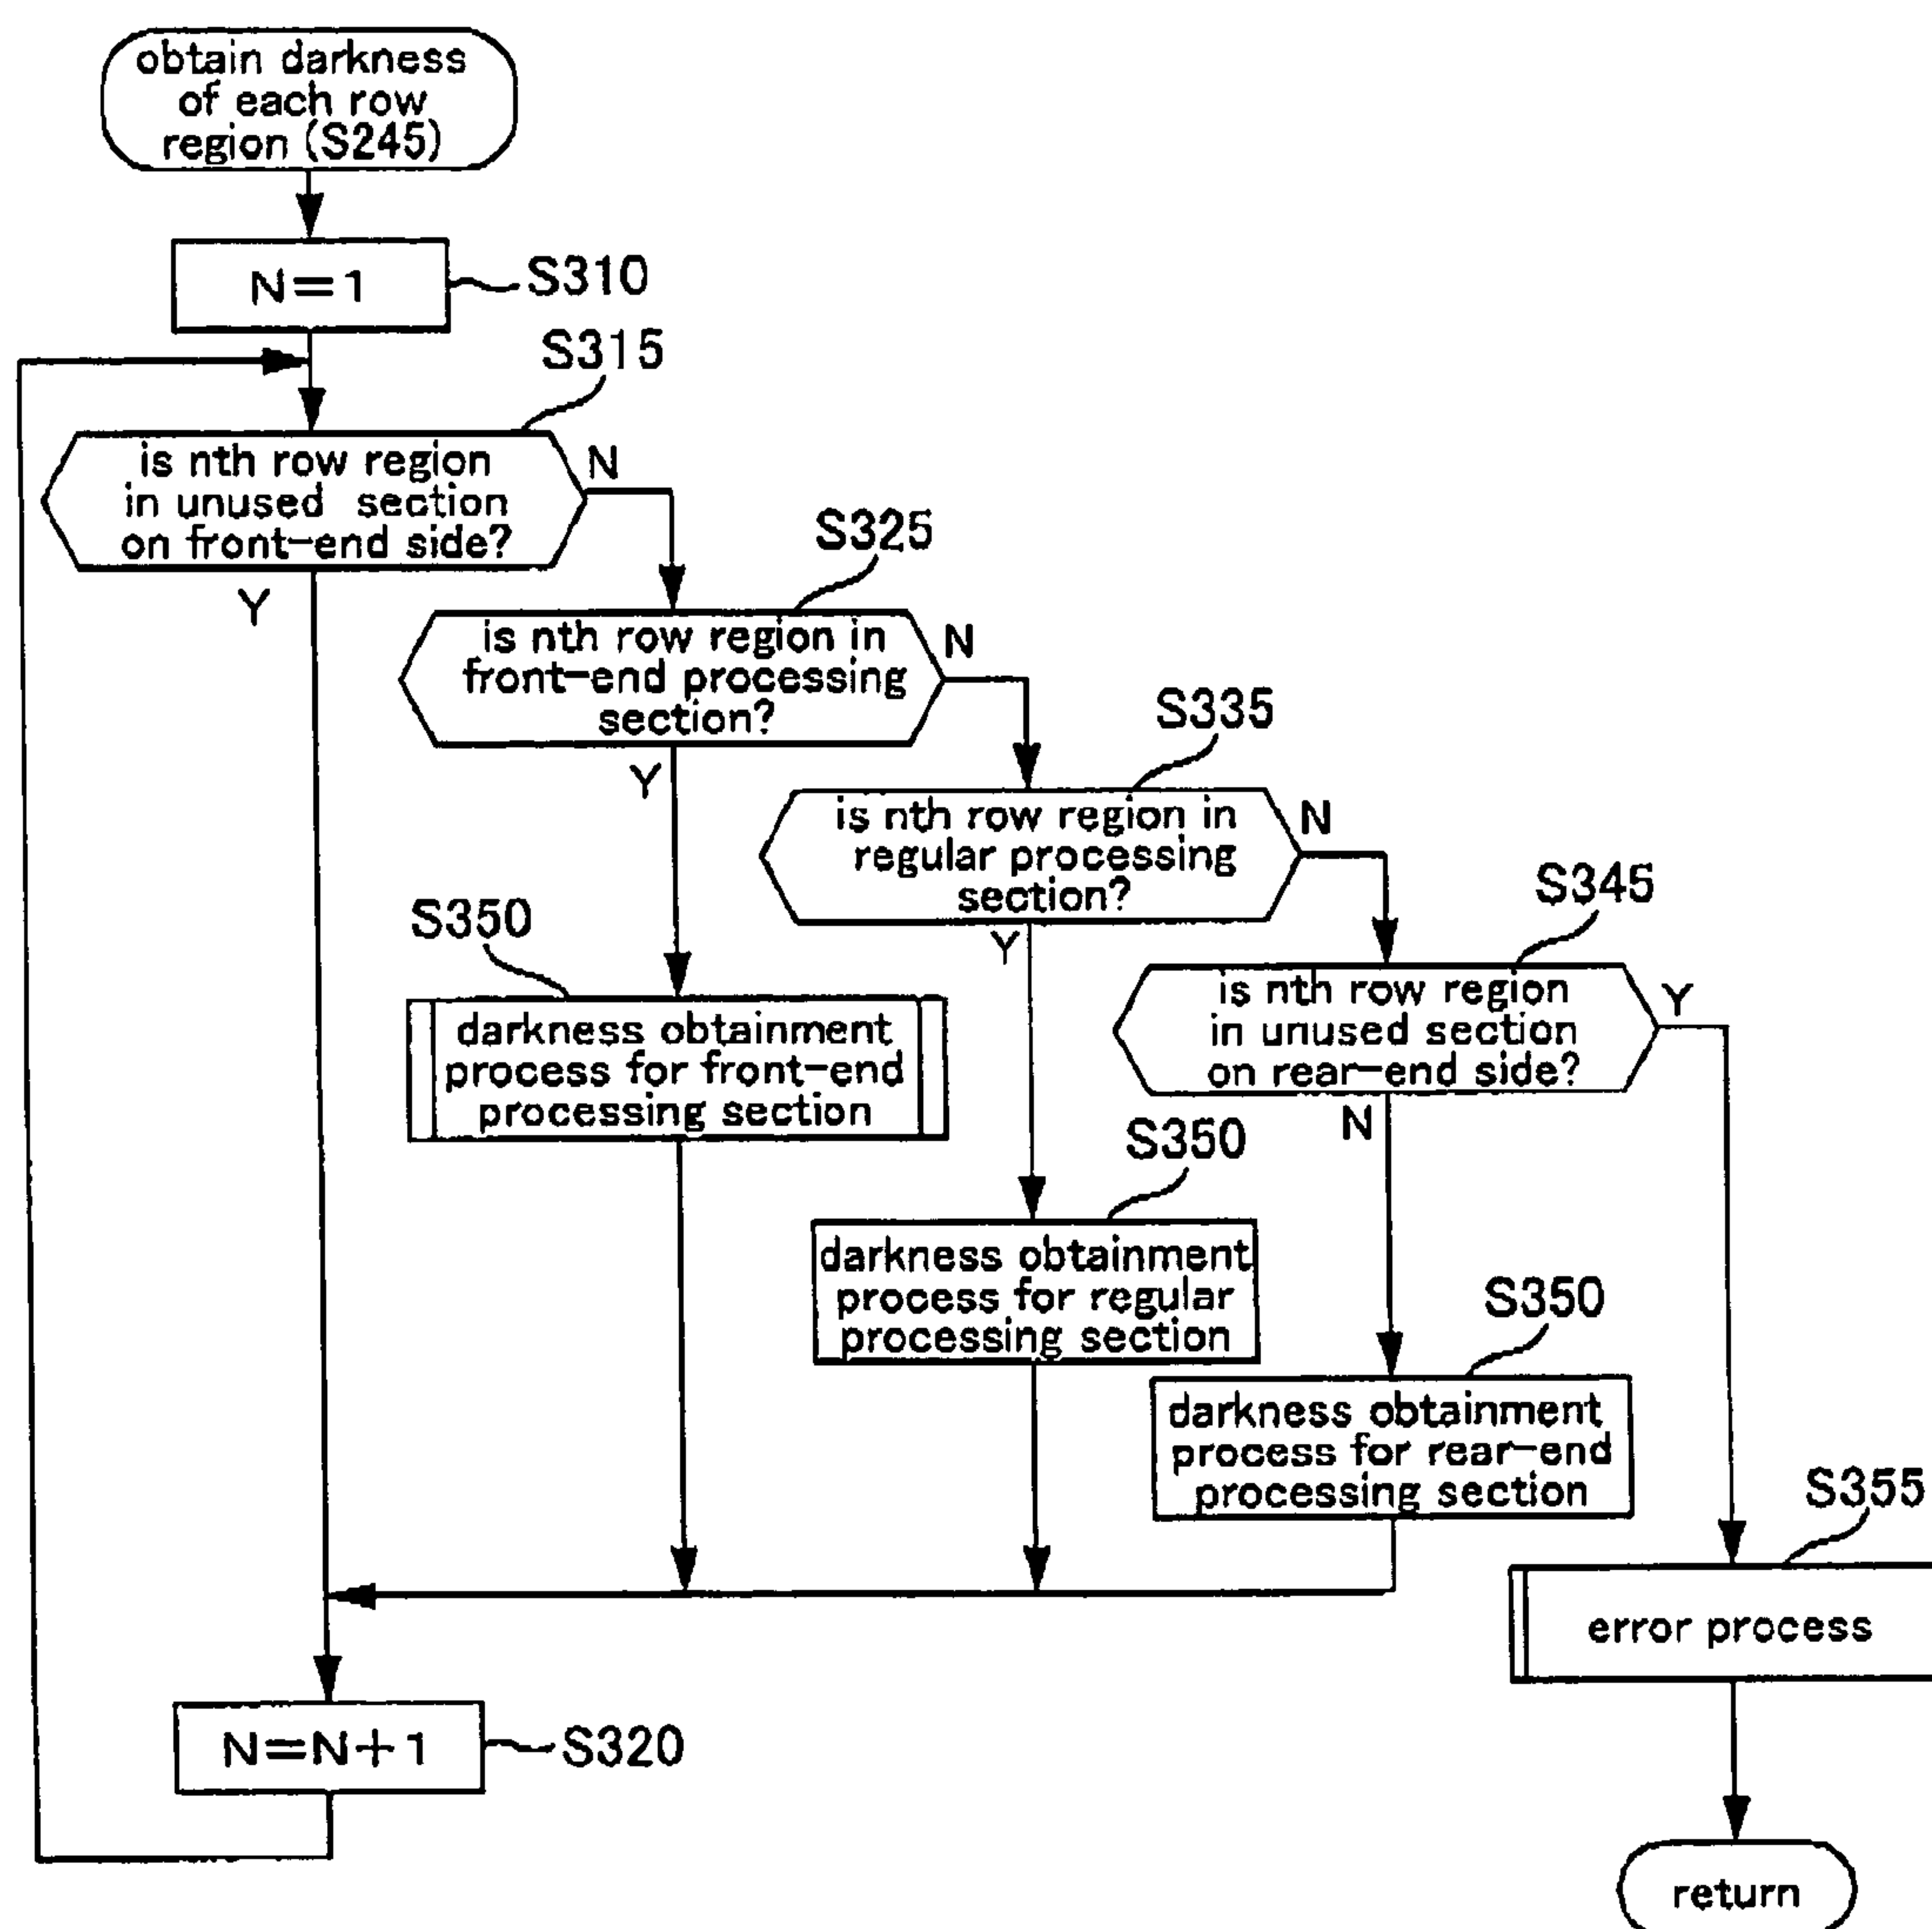 obtain darkness
of each row
region (S245)
N=1
S310
S315
is nth row region
in unused section
on front-end side?
N
Y
S325
is nth row region in
front-end processing
section?
N
Y
S335
is nth row region in
regular processing
section?
N
Y
S345
is nth row region
in unused section
on rear-end side?
Y
N
S350
darkness obtainment
process for front-end
processing section
S350
darkness obtainment
process for regular
processing section
S350
darkness obtainment
process for rear-end
processing section
S355
error process
N=N+1
S320
return